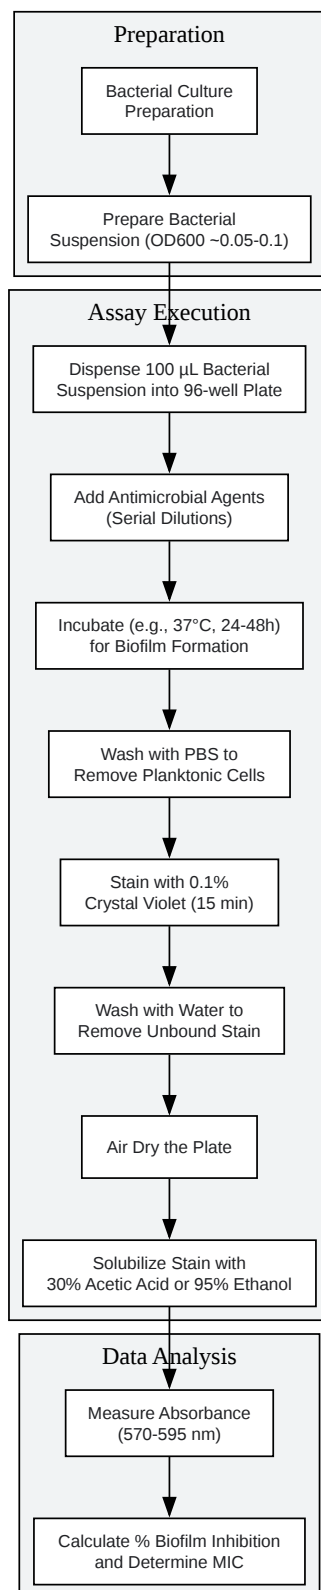 Preparation
Bacterial Culture
Preparation
Prepare Bacterial
Suspension (OD600 ~0.05-0.1)
Assay Execution
Dispense 100 µL Bacterial
Suspension into 96-well Plate
Add Antimicrobial Agents
(Serial Dilutions)
Incubate (e.g., 37°C, 24-48h)
for Biofilm Formation
Wash with PBS to
Remove Planktonic Cells
Stain with 0.1%
Crystal Violet (15 min)
Wash with Water to
Remove Unbound Stain
Air Dry the Plate
Solubilize Stain with
30% Acetic Acid or 95% Ethanol
Data Analysis
Measure Absorbance
(570-595 nm)
Calculate % Biofilm Inhibition
and Determine MIC